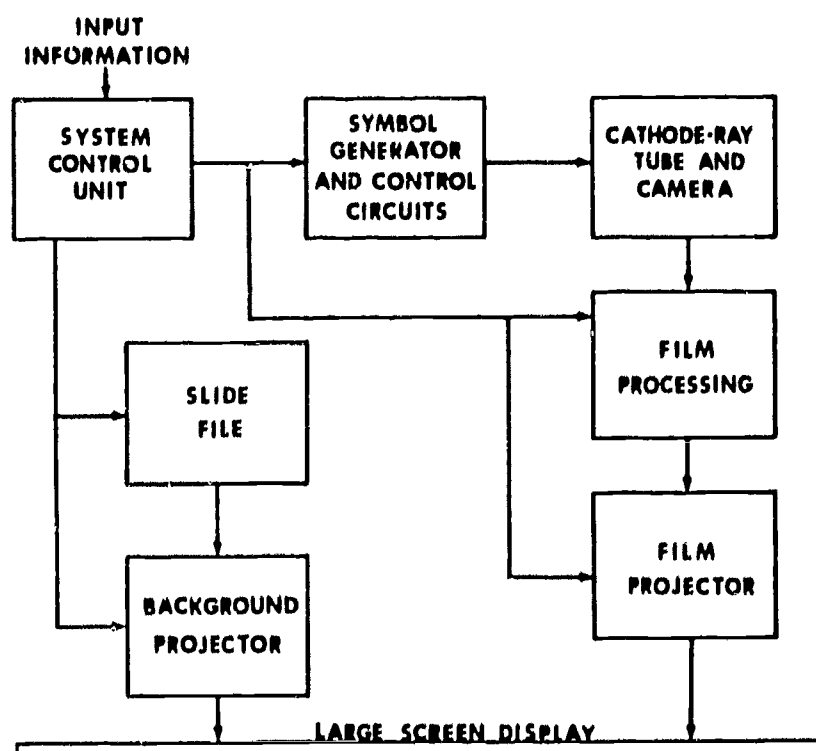 INPUT
INFORMATION
SYSTEM
CONTROL
UNIT
SYMBOL
GENERATOR
AND CONTROL
CIRCUITS
CATHODE-RAY
TUBE AND
CAMERA
FILM
PROCESSING
SLIDE
FILE
FILM
PROJECTOR
BACKGROUND
PROJECTOR
LARGE SCREEN DISPLAY